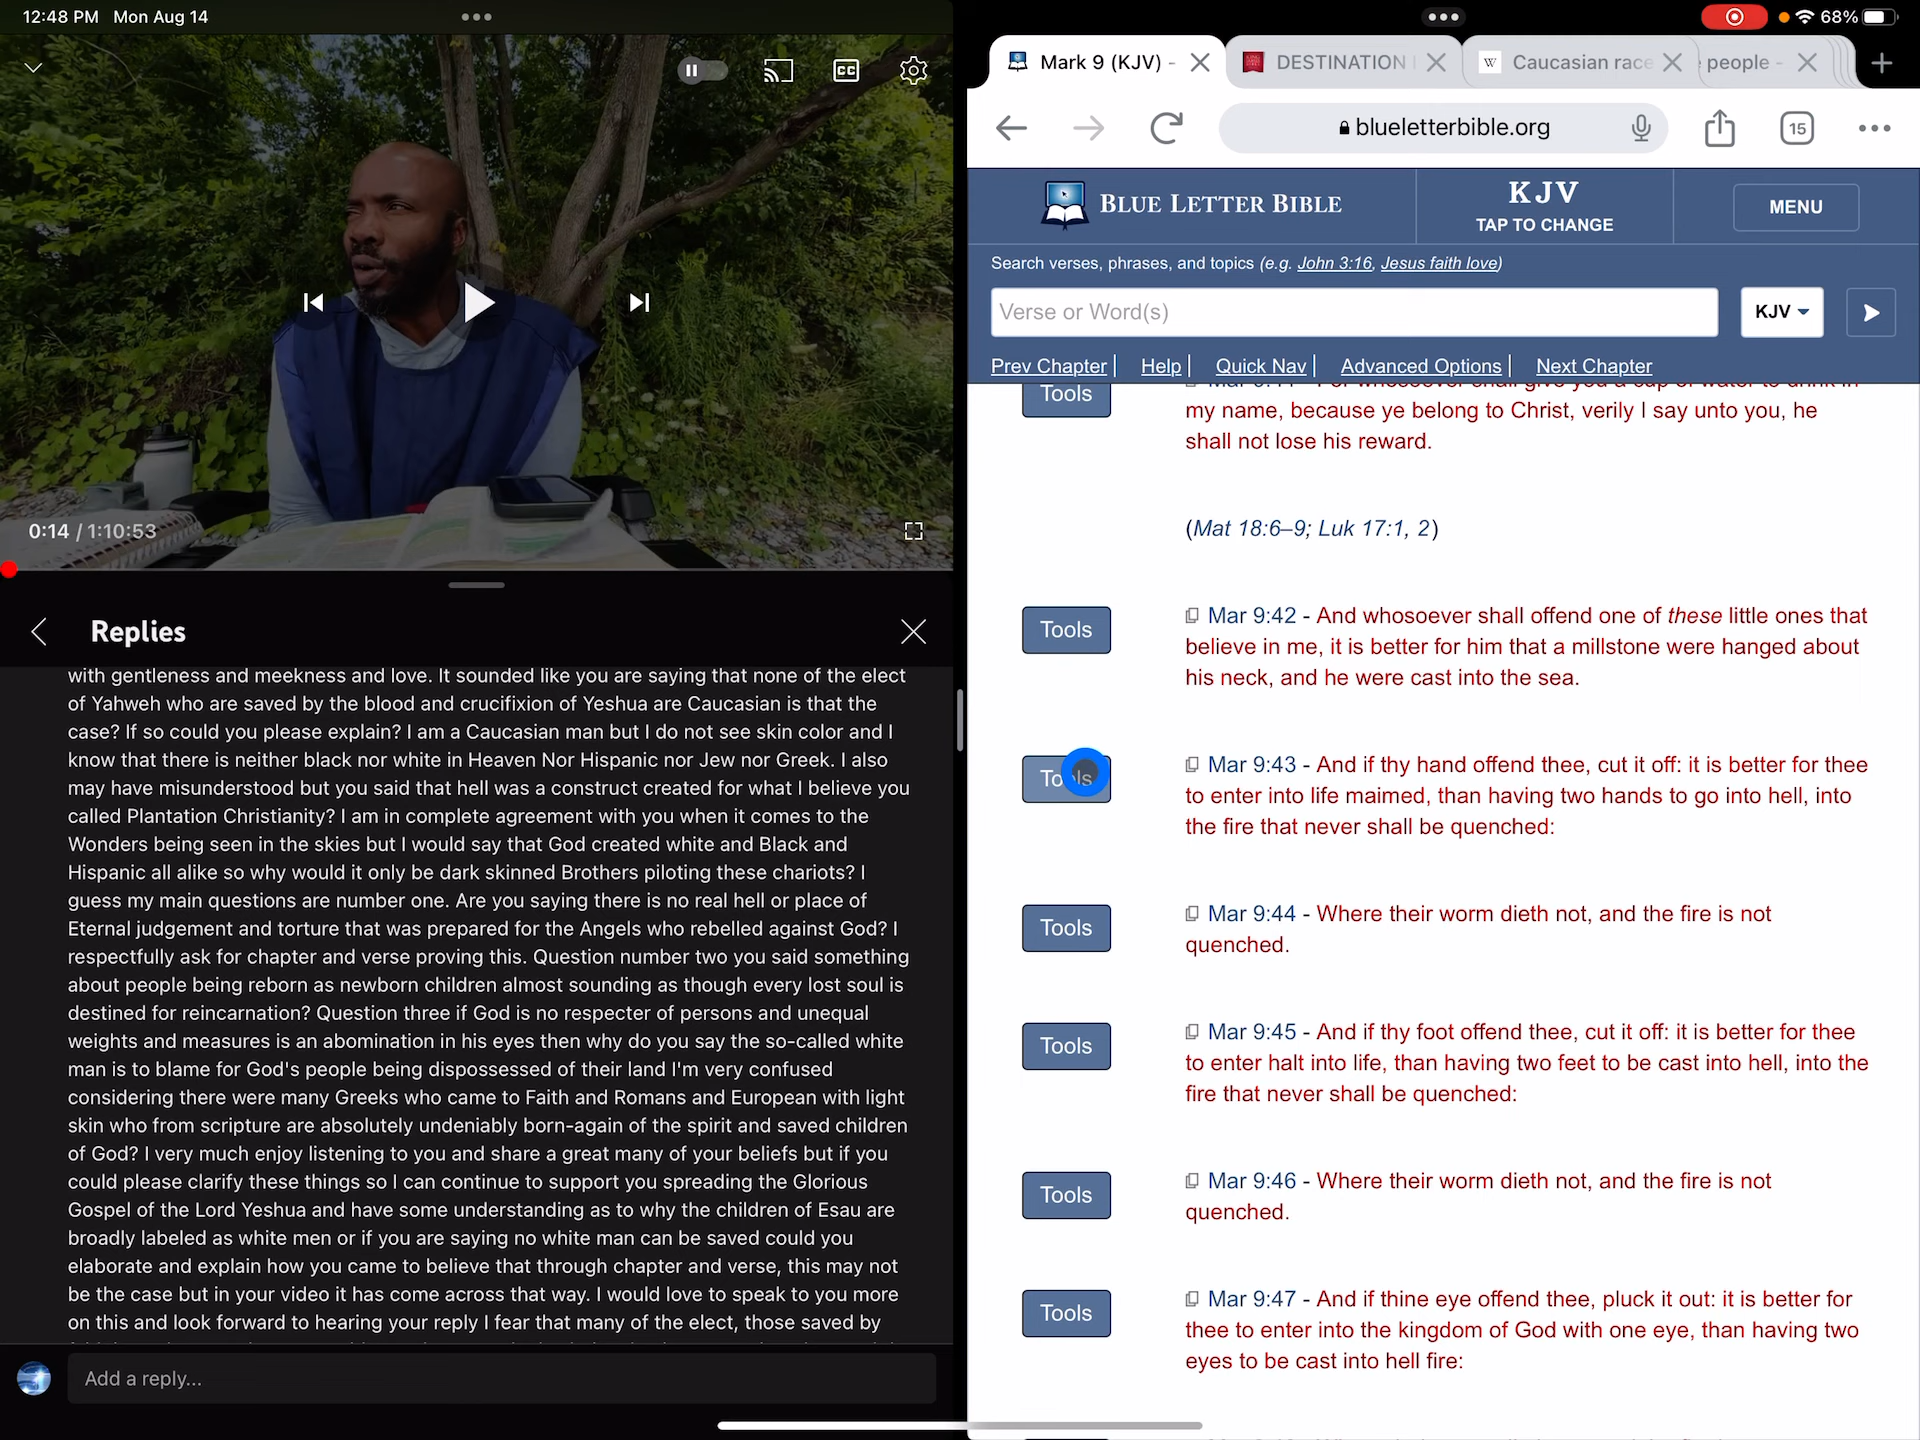 12:48 PM Mon Aug 14
CC
0:14 / 1:10:53
Replies
with gentleness and meekness and love. It sounded like you are saying that none of the elect
of Yahweh who are saved by the blood and crucifixion of Yeshua are Caucasian is that the
case? If so could you please explain? I am a Caucasian man but I do not see skin color and I
know that there is neither black nor white in Heaven Nor Hispanic nor Jew nor Greek. I also
may have misunderstood but you said that hell was a construct created for what I believe you
called Plantation Christianity? I am in complete agreement with you when it comes to the
Wonders being seen in the skies but I would say that God created white and Black and
Hispanic all alike so why would it only be dark skinned Brothers piloting these chariots? I
guess my main questions are number one. Are you saying there is no real hell or place of
Eternal judgement and torture that was prepared for the Angels who rebelled against God? I
respectfully ask for chapter and verse proving this. Question number two you said something
about people being reborn as newborn children almost sounding as though every lost soul is
destined for reincarnation? Question three if God is no respecter of persons and unequal
weights and measures is an abomination in his eyes then why do you say the so-called white
man is to blame for God's people being dispossessed of their land I'm very confused
considering there were many Greeks who came to Faith and Romans and European with light
skin who from scripture are absolutely undeniably born-again of the spirit and saved children
of God? I very much enjoy listening to you and share a great many of your beliefs but if you
could please clarify these things so I can continue to support you spreading the Glorious
Gospel of the Lord Yeshua and have some understanding as to why the children of Esau are
broadly labeled as white men or if you are saying no white man can be saved could you
elaborate and explain how you came to believe that through chapter and verse, this may not
be the case but in your video it has come across that way. I would love to speak to you more
on this and look forward to hearing your reply I fear that many of the elect, those saved by
Add a reply...
68%
Mark 9 (KJV) -
DESTINATION
W Caucasian race
people -
blueletterbible.org
15
BLUE LETTER BIBLE
KJV
TAP TO CHANGE
MENU
Search verses, phrases, and topics (e.g. John 3:16, Jesus faith love)
Verse or Word(s)
KJV
Prev Chapter | Help | Quick Nav | Advanced Options | Next Chapter
Tools
For whosoever shall give you a cup of water to drink in
my name, because ye belong to Christ, verily I say unto you, he
shall not lose his reward.
(Mat 18:6–9; Luk 17:1, 2)
Tools
Mar 9:42 - And whosoever shall offend one of these little ones that
believe in me, it is better for him that a millstone were hanged about
his neck, and he were cast into the sea.
Tools
Mar 9:43 - And if thy hand offend thee, cut it off: it is better for thee
to enter into life maimed, than having two hands to go into hell, into
the fire that never shall be quenched:
Tools
Mar 9:44 - Where their worm dieth not, and the fire is not
quenched.
Tools
Mar 9:45 - And if thy foot offend thee, cut it off: it is better for thee
to enter halt into life, than having two feet to be cast into hell, into the
fire that never shall be quenched:
Tools
Mar 9:46 - Where their worm dieth not, and the fire is not
quenched.
Tools
Mar 9:47 - And if thine eye offend thee, pluck it out: it is better for
thee to enter into the kingdom of God with one eye, than having two
eyes to be cast into hell fire: